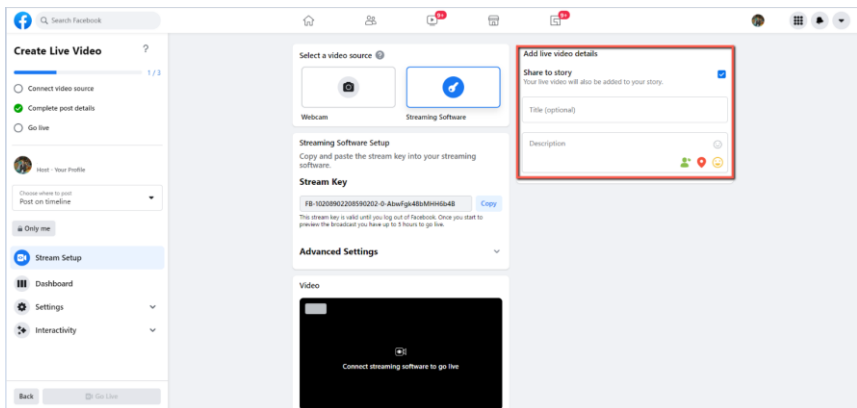 Search Facebook
9+
9+
Create Live Video
?
1 / 3
Connect video source
Complete post details
Go live
Host - Your Profile
Choose where to post
Post on timeline
Only me
Stream Setup
Dashboard
Settings
Interactivity
Back
Go Live
Select a video source
Webcam
Streaming Software
Streaming Software Setup
Copy and paste the stream key into your streaming
software.
Stream Key
FB-10208902208590202-0-AbwFgk48bMHH6b4B
Copy
This stream key is valid until you log out of Facebook. Once you start to
preview the broadcast you have up to 5 hours to go live.
Advanced Settings
Video
Connect streaming software to go live
Add live video details
Share to story
Your live video will also be added to your story.
Title (optional)
Description